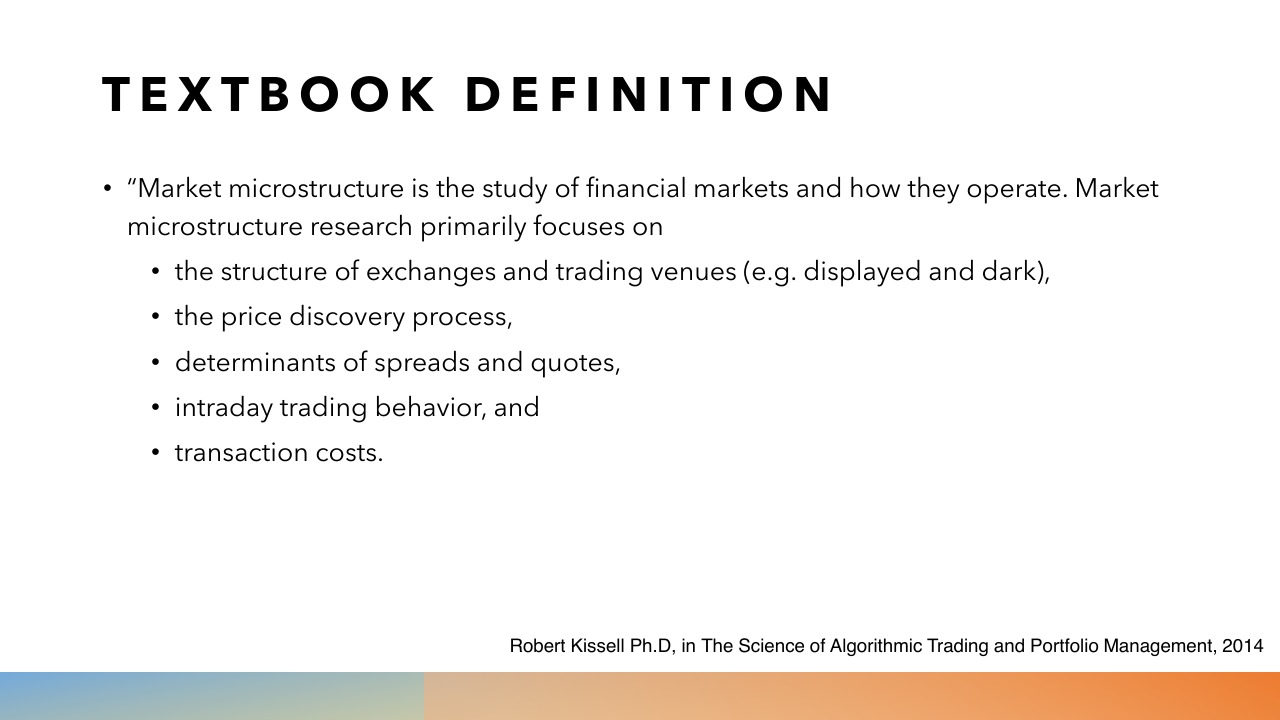 TEXTBOOK DEFINITION
• “Market microstructure is the study of financial markets and how they operate. Market
microstructure research primarily focuses on
• the structure of exchanges and trading venues (e.g. displayed and dark),
• the price discovery process,
• determinants of spreads and quotes,
• intraday trading behavior, and
• transaction costs.
Robert Kissell Ph.D, in The Science of Algorithmic Trading and Portfolio Management, 2014